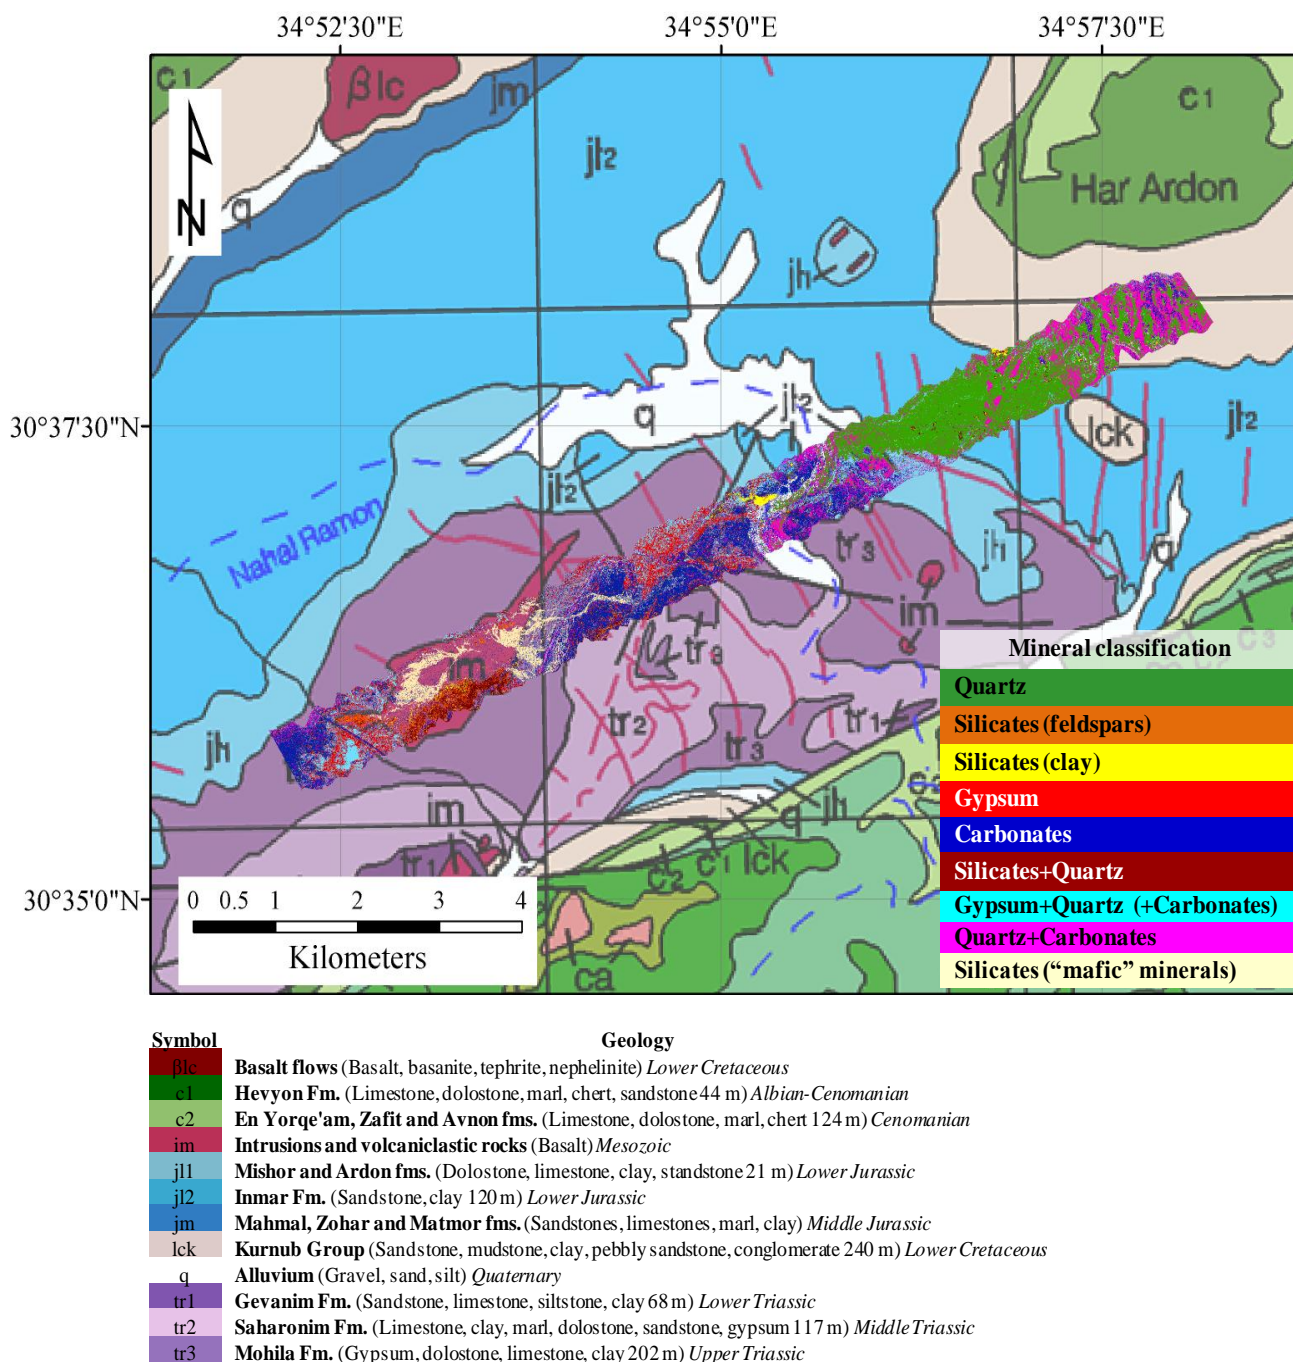 34°52'30"E 34°55'0"E 34°57'30"E
c1 βlc jm jl2 c1
Har Ardon
N q jh
30°37'30"N
q jl2 lck jl2
jl2
Nahal Ramon
tr3 jh1 q
im
im tr3
c3
tr2 tr1
jh tr3
im jh
q
tr1 c2 c1 lck
30°35'0"N
ca
0 0.5 1 2 3 4
Kilometers
Mineral classification
Quartz
Silicates (feldspars)
Silicates (clay)
Gypsum
Carbonates
Silicates+Quartz
Gypsum+Quartz (+Carbonates)
Quartz+Carbonates
Silicates (“mafic” minerals)
Symbol Geology
βlc Basalt flows (Basalt, basanite, tephrite, nephelinite) Lower Cretaceous
c1 Hevyon Fm. (Limestone, dolostone, marl, chert, sandstone 44 m) Albian-Cenomanian
c2 En Yorqe'am, Zafit and Avnon fms. (Limestone, dolostone, marl, chert 124 m) Cenomanian
im Intrusions and volcaniclastic rocks (Basalt) Mesozoic
jl1 Mishor and Ardon fms. (Dolostone, limestone, clay, standstone 21 m) Lower Jurassic
jl2 Inmar Fm. (Sandstone, clay 120 m) Lower Jurassic
jm Mahmal, Zohar and Matmor fms. (Sandstones, limestones, marl, clay) Middle Jurassic
lck Kurnub Group (Sandstone, mudstone, clay, pebbly sandstone, conglomerate 240 m) Lower Cretaceous
q Alluvium (Gravel, sand, silt) Quaternary
tr1 Gevanim Fm. (Sandstone, limestone, siltstone, clay 68 m) Lower Triassic
tr2 Saharonim Fm. (Limestone, clay, marl, dolostone, sandstone, gypsum 117 m) Middle Triassic
tr3 Mohila Fm. (Gypsum, dolostone, limestone, clay 202 m) Upper Triassic